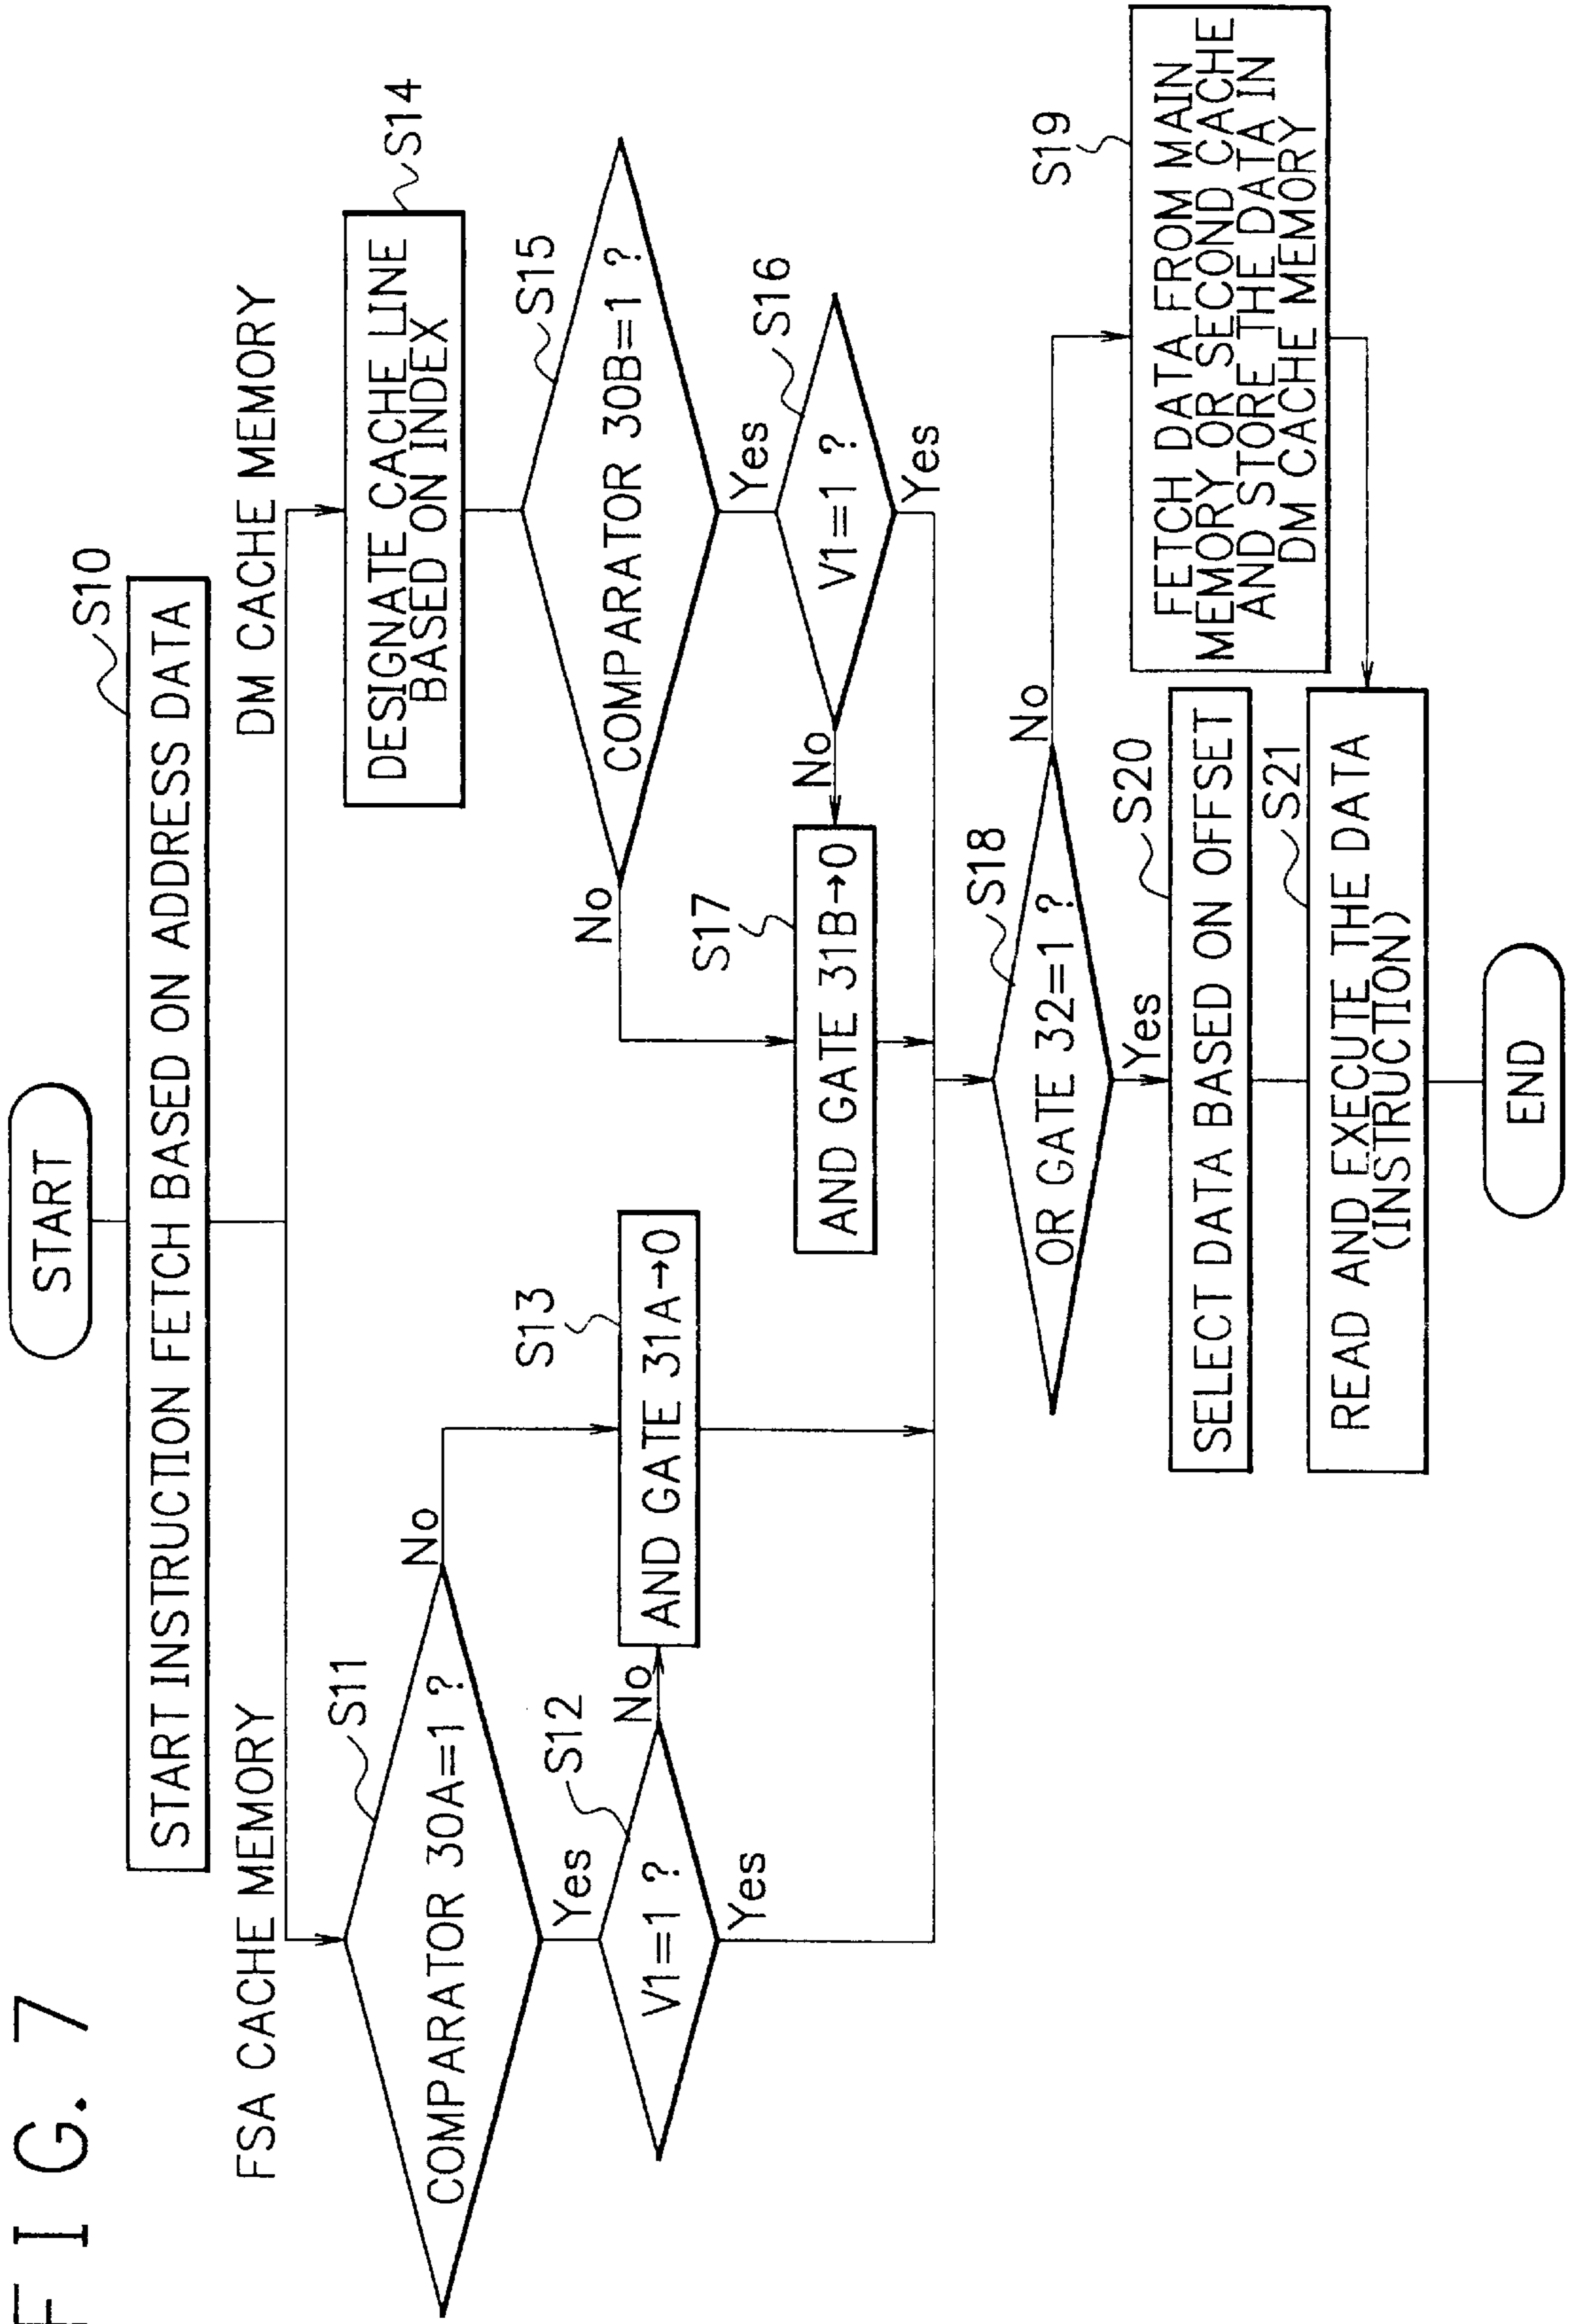 FIG. 7
START
START INSTRUCTION FETCH BASED ON ADDRESS DATA
S10
FSA CACHE MEMORY
DM CACHE MEMORY
COMPARATOR 30A=1 ?
S11
No
Yes
V1=1 ?
S12
No
Yes
AND GATE 31A→0
S13
DESIGNATE CACHE LINE
BASED ON INDEX
S14
COMPARATOR 30B=1 ?
S15
No
Yes
V1=1 ?
S16
No
Yes
AND GATE 31B→0
S17
OR GATE 32=1 ?
S18
No
Yes
FETCH DATA FROM MAIN
MEMORY OR SECOND CACHE
AND STORE THE DATA IN
DM CACHE MEMORY
S19
SELECT DATA BASED ON OFFSET
S20
READ AND EXECUTE THE DATA
(INSTRUCTION)
S21
END